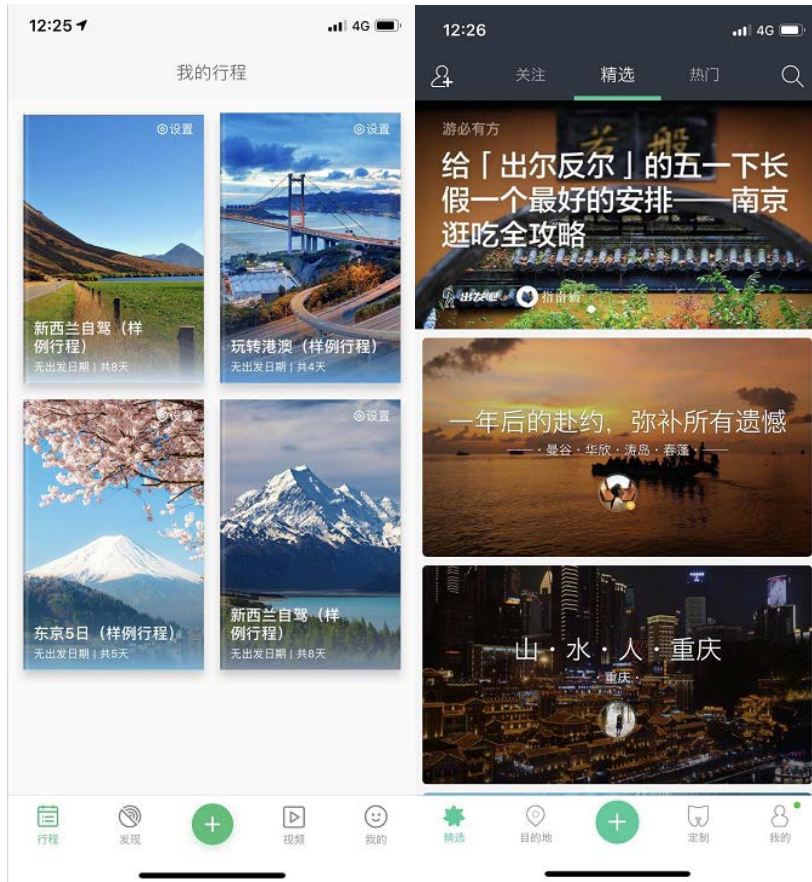 12:25
4G
我的行程
设置
设置
新西兰自驾（样
例行程）
无出发日期 | 共8天
玩转港澳（样例行程）
无出发日期 | 共4天
设置
设置
东京5日（样例行程）
无出发日期 | 共5天
新西兰自驾（样
例行程）
无出发日期 | 共8天
行程
发现
视频
我的
12:26
4G
关注
精选
热门
游必有方
给「出尔反尔」的五一下长
假一个最好的安排——南京
逛吃全攻略
出发吧
指南猫
一年后的赴约，弥补所有遗憾
· 曼谷 · 华欣 · 涛岛 · 春蓬 ·
山 · 水 · 人 · 重庆
· 重庆 ·
精选
目的地
定制
我的